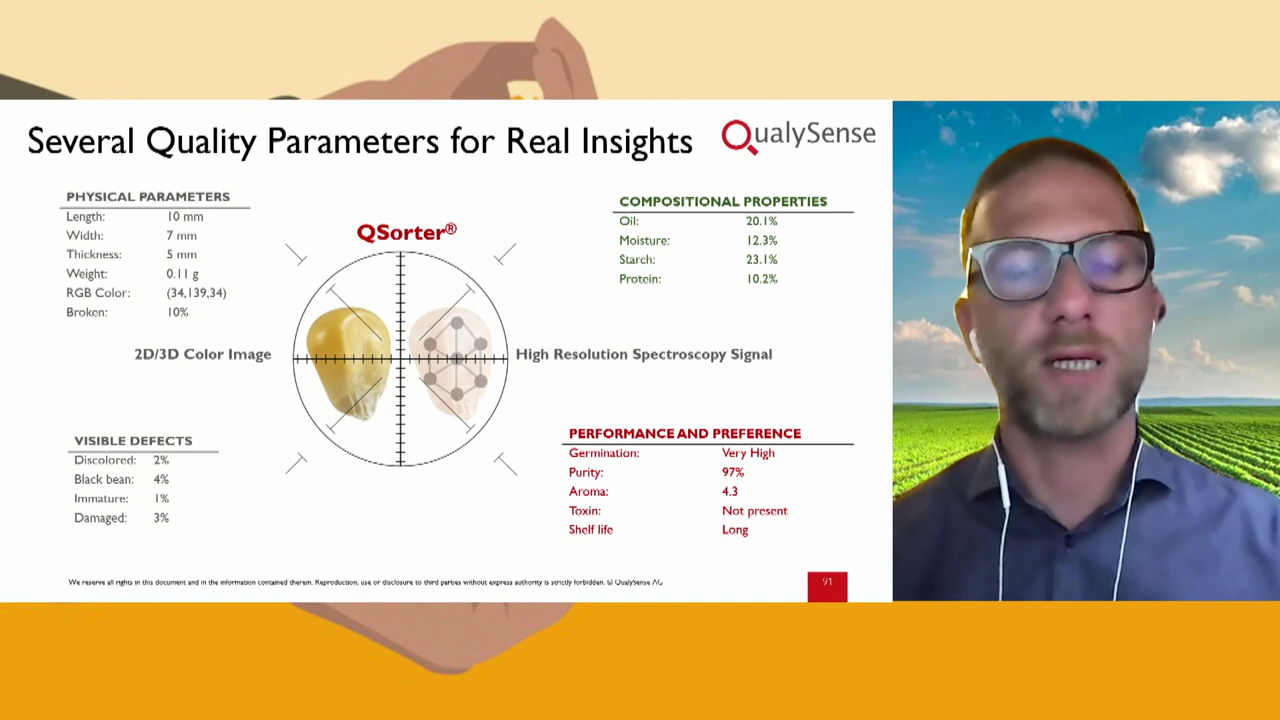 Several Quality Parameters for Real Insights
QualySense
PHYSICAL PARAMETERS
Length: 10 mm
Width: 7 mm
Thickness: 5 mm
Weight: 0.11 g
RGB Color: (34,139,34)
Broken: 10%
QSorter®
COMPOSITIONAL PROPERTIES
Oil: 20.1%
Moisture: 12.3%
Starch: 23.1%
Protein: 10.2%
2D/3D Color Image
High Resolution Spectroscopy Signal
VISIBLE DEFECTS
Discolored: 2%
Black bean: 4%
Immature: 1%
Damaged: 3%
PERFORMANCE AND PREFERENCE
Germination: Very High
Purity: 97%
Aroma: 4.3
Toxin: Not present
Shelf life Long
We reserve all rights in this document and in the information contained therein. Reproduction, use or disclosure to third parties without express authority is strictly forbidden. © QualySense AG
91